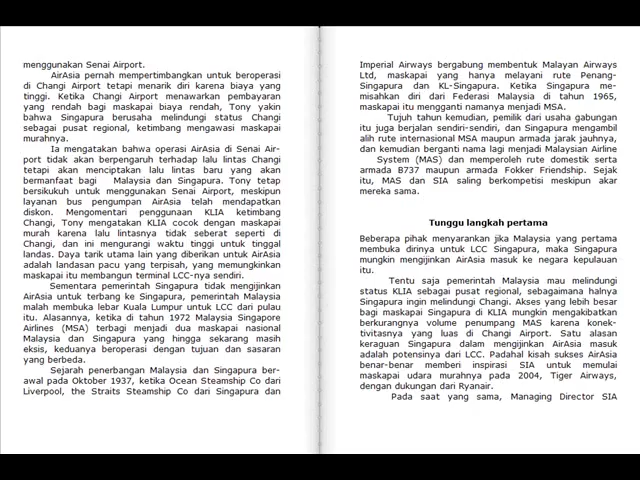 menggunakan Senai Airport.
AirAsia pernah mempertimbangkan untuk beroperasi
di Changi Airport tetapi menarik diri karena biaya yang
tinggi. Ketika Changi Airport menawarkan pembayaran
yang rendah bagi maskapai biaya rendah, Tony yakin
bahwa Singapura berusaha melindungi status Changi
sebagai pusat regional, ketimbang mengawasi maskapai
murahnya.
Ia mengatakan bahwa operasi AirAsia di Senai Air-
port tidak akan berpengaruh terhadap lalu lintas Changi
tetapi akan menciptakan lalu lintas baru yang akan
bermanfaat bagi Malaysia dan Singapura. Tony tetap
bersikukuh untuk menggunakan Senai Airport, meskipun
layanan bus pengumpan AirAsia telah mendapatkan
diskon. Mengomentari penggunaan KLIA ketimbang
Changi, Tony mengatakan KLIA cocok dengan maskapai
murah karena lalu lintasnya tidak seberat seperti di
Changi, dan ini mengurangi waktu tunggu untuk tinggal
landas. Daya tarik utama lain yang diberikan untuk AirAsia
adalah landasan pacu yang terpisah, yang memungkinkan
maskapai itu membangun terminal LCC-nya sendiri.
Sementara pemerintah Singapura tidak mengijinkan
AirAsia untuk terbang ke Singapura, pemerintah Malaysia
malah membuka lebar Kuala Lumpur untuk LCC dari pulau
itu. Alasannya, ketika di tahun 1972 Malaysia Singapore
Airlines (MSA) terbagi menjadi dua maskapai nasional
Malaysia dan Singapura yang hingga sekarang masih
eksis, keduanya beroperasi dengan tujuan dan sasaran
yang berbeda.
Sejarah penerbangan Malaysia dan Singapura ber-
awal pada Oktober 1937, ketika Ocean Steamship Co dari
Liverpool, the Straits Steamship Co dari Singapura dan
Imperial Airways bergabung membentuk Malayan Airways
Ltd, maskapai yang hanya melayani rute Penang-
Singapura dan KL-Singapura. Ketika Singapura me-
misahkan diri dari Federasi Malaysia di tahun 1965,
maskapai itu mengganti namanya menjadi MSA.
Tujuh tahun kemudian, pemilik dari usaha gabungan
itu juga berjalan sendiri-sendiri, dan Singapura mengambil
alih rute internasional MSA maupun armada jarak jauhnya,
dan kemudian berganti nama lagi menjadi Malaysian Airline
System (MAS) dan memperoleh rute domestik serta
armada B737 maupun armada Fokker Friendship. Sejak
itu, MAS dan SIA saling berkompetisi meskipun akar
mereka sama.
Tunggu langkah pertama
Beberapa pihak menyarankan jika Malaysia yang pertama
membuka dirinya untuk LCC Singapura, maka Singapura
mungkin mengijinkan AirAsia masuk ke negara kepulauan
itu.
Tentu saja pemerintah Malaysia mau melindungi
status KLIA sebagai pusat regional, sebagaimana halnya
Singapura ingin melindungi Changi. Akses yang lebih besar
bagi maskapai Singapura di KLIA mungkin mengakibatkan
berkurangnya volume penumpang MAS karena konek-
tivitasnya yang luas di Changi Airport. Satu alasan
keraguan Singapura dalam mengijinkan AirAsia masuk
adalah potensinya dari LCC. Padahal kisah sukses AirAsia
benar-benar memberi inspirasi SIA untuk memulai
maskapai udara murahnya pada 2004, Tiger Airways,
dengan dukungan dari Ryanair.
Pada saat yang sama, Managing Director SIA